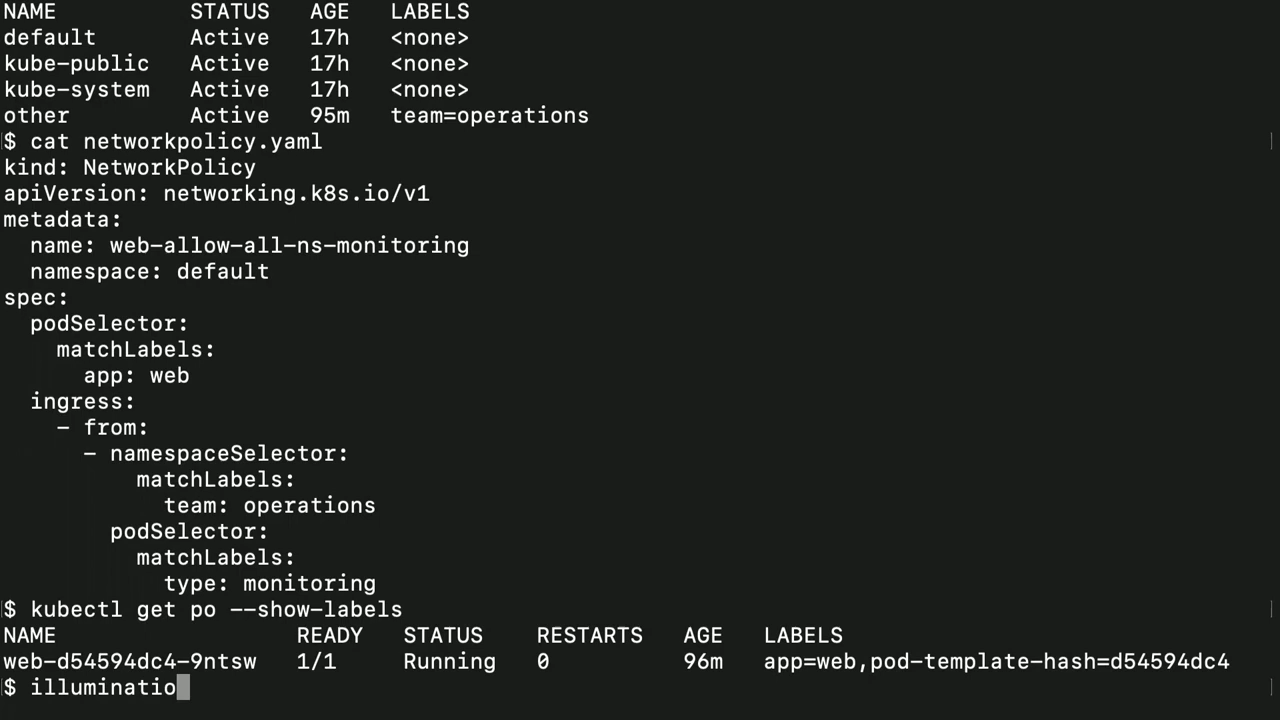 NAME          STATUS   AGE   LABELS
default       Active   17h   <none>
kube-public   Active   17h   <none>
kube-system   Active   17h   <none>
other         Active   95m   team=operations
$ cat networkpolicy.yaml
kind: NetworkPolicy
apiVersion: networking.k8s.io/v1
metadata:
  name: web-allow-all-ns-monitoring
  namespace: default
spec:
  podSelector:
    matchLabels:
      app: web
  ingress:
    - from:
      - namespaceSelector:
          matchLabels:
            team: operations
        podSelector:
          matchLabels:
            type: monitoring
$ kubectl get po --show-labels
NAME                  READY   STATUS    RESTARTS   AGE   LABELS
web-d54594dc4-9ntsw   1/1     Running   0          96m   app=web,pod-template-hash=d54594dc4
$ illuminatio